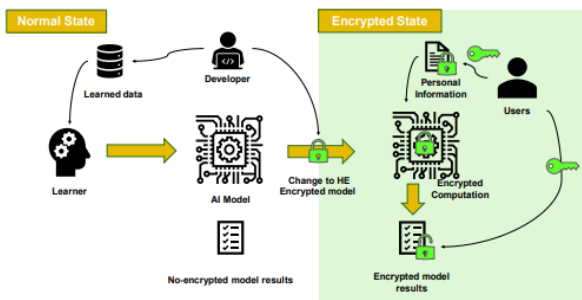 Normal State
Encrypted State
Developer
Learned data
Personal
Information
Users
Learner
AI Model
Change to HE
Encrypted model
Encrypted
Computation
No-encrypted model results
Encrypted model
results